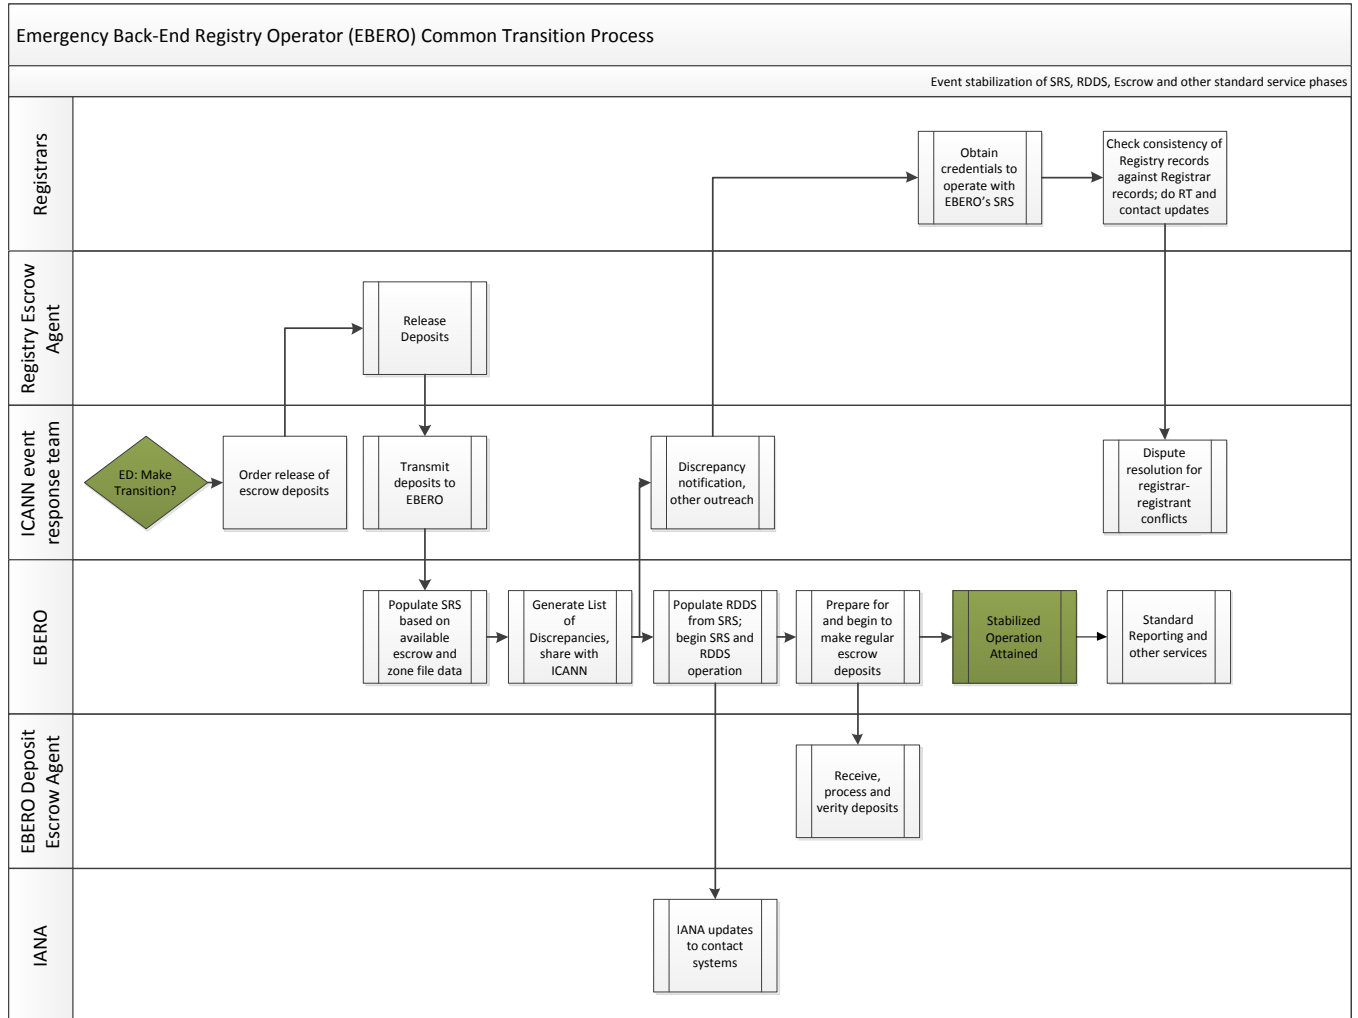 Emergency Back-End Registry Operator (EBERO) Common Transition Process
Event stabilization of SRS, RDDS, Escrow and other standard service phases
Registrars
Obtain
credentials to
operate with
EBERO’s SRS
Check consistency of
Registry records
against Registrar
records; do RT and
contact updates
Registry Escrow
Agent
Release
Deposits
ICANN event
response team
ED: Make
Transition?
Order release of
escrow deposits
Transmit
deposits to
EBERO
Discrepancy
notification,
other outreach
Dispute
resolution for
registrar-
registrant
conflicts
EBERO
Populate SRS
based on
available
escrow and
zone file data
Generate List
of
Discrepancies,
share with
ICANN
Populate RDDS
from SRS;
begin SRS and
RDDS
operation
Prepare for
and begin to
make regular
escrow
deposits
Stabilized
Operation
Attained
Standard
Reporting and
other services
EBERO Deposit
Escrow Agent
Receive,
process and
verity deposits
IANA
IANA updates
to contact
systems